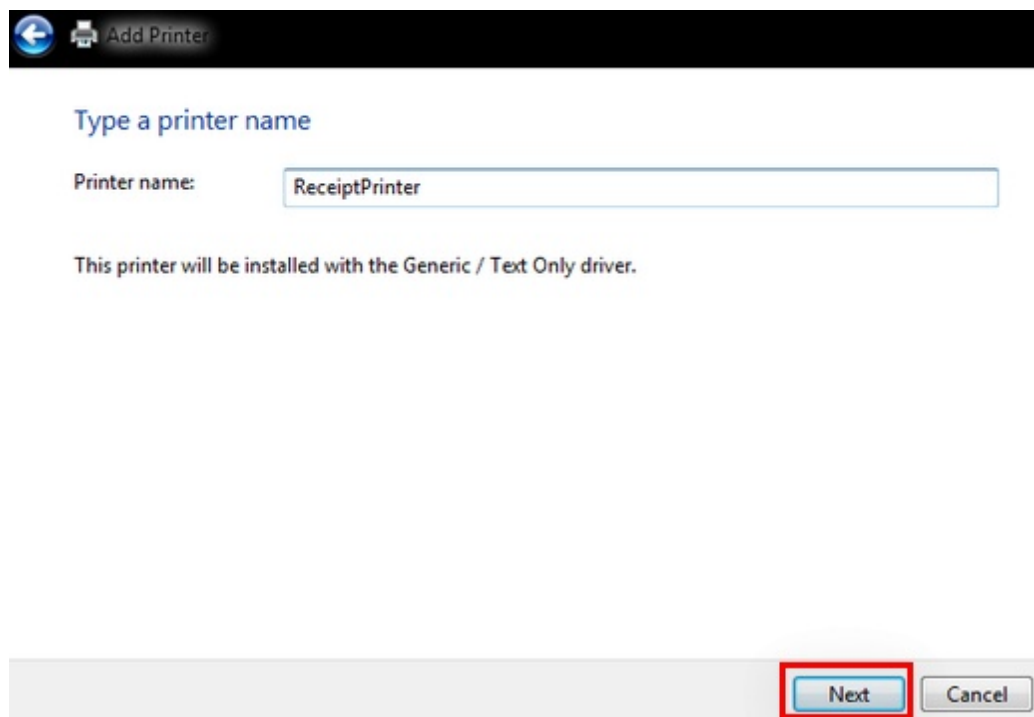 Add Printer
Type a printer name
Printer name: ReceiptPrinter
This printer will be installed with the Generic / Text Only driver.
Next Cancel